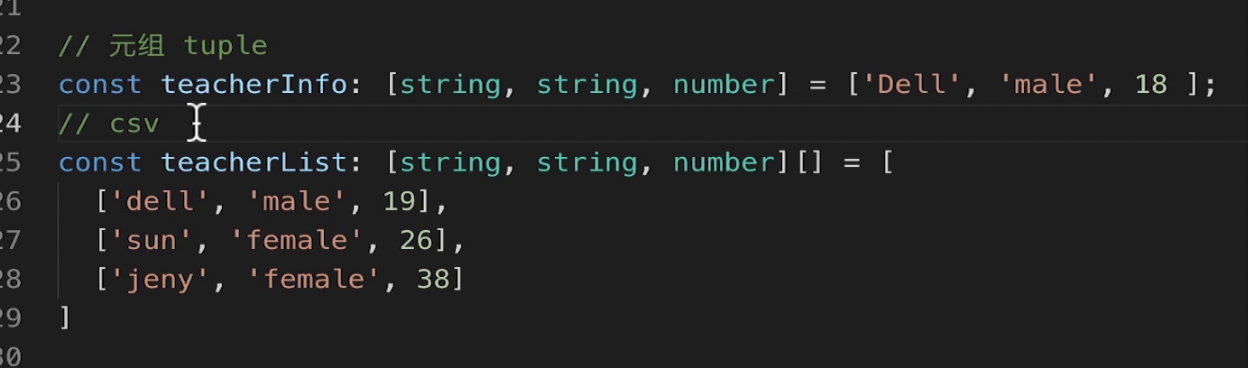 21
22 // 元组 tuple
23 const teacherInfo: [string, string, number] = ['Dell', 'male', 18 ];
24 // csv
25 const teacherList: [string, string, number][] = [
26 ['dell', 'male', 19],
27 ['sun', 'female', 26],
28 ['jeny', 'female', 38]
29 ]
30